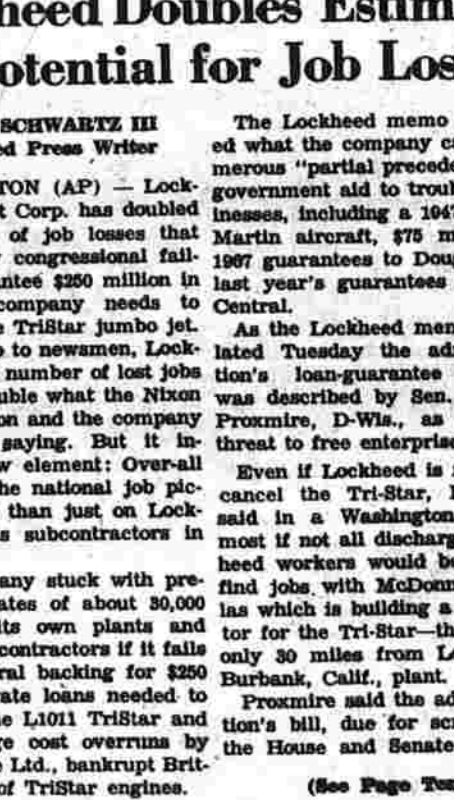 heed Doubles Estim
otential for Job Los
SCHWARTZ III
ed Press Writer
TON (AP) — Lock-
t Corp. has doubled
of job losses that
congressional fail-
ntee $250 million in
company needs to
e TriStar jumbo jet.
o to newsmen, Lock-
number of lost jobs
uble what the Nixon
on and the company
saying. But it in-
w element: Over-all
he national job pic-
than just on Lock-
s subcontractors in
any stuck with pre-
ates of about 30,000
its own plants and
contractors if it fails
ral backing for $250
ate loans needed to
e L1011 TriStar and
ge cost overruns by
e Ltd., bankrupt Brit-
of TriStar engines.
The Lockheed memo
ed what the company c
merous "partial precede
government aid to troul
inesses, including a 1947
Martin aircraft, $75 m
1967 guarantees to Dou
last year's guarantees
Central.
As the Lockheed men
lated Tuesday the ad
tion's loan-guarantee
was described by Sen.
Proxmire, D-Wis., as
threat to free enterprise
Even if Lockheed is
cancel the Tri-Star,
said in a Washington
most if not all discharg
heed workers would be
find jobs with McDonn
las which is building a
tor for the Tri-Star—th
only 30 miles from L
Burbank, Calif., plant.
Proxmire said the ad
tion's bill, due for sc
the House and Senate
(See Page Ten